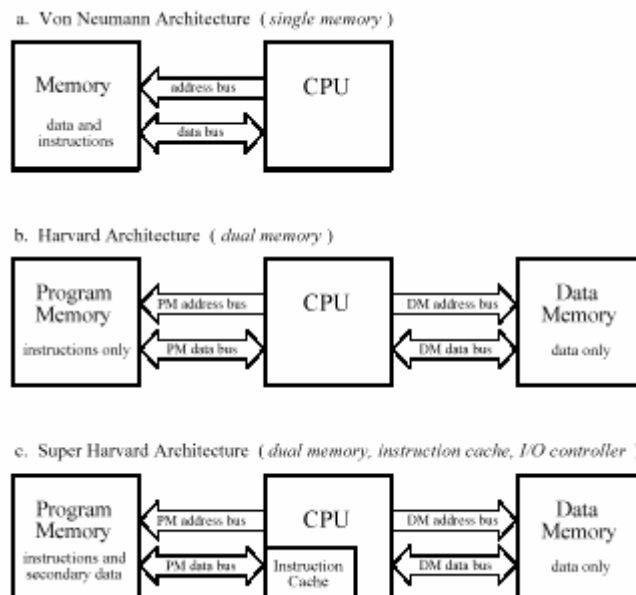 a. Von Neumann Architecture ( single memory )
Memory
data and
instructions
address bus
data bus
CPU
b. Harvard Architecture ( dual memory )
Program
Memory
instructions only
PM address bus
PM data bus
CPU
DM address bus
DM data bus
Data
Memory
data only
c. Super Harvard Architecture ( dual memory, instruction cache, I/O controller )
Program
Memory
instructions and
secondary data
PM address bus
PM data bus
CPU
Instruction
Cache
DM address bus
DM data bus
Data
Memory
data only